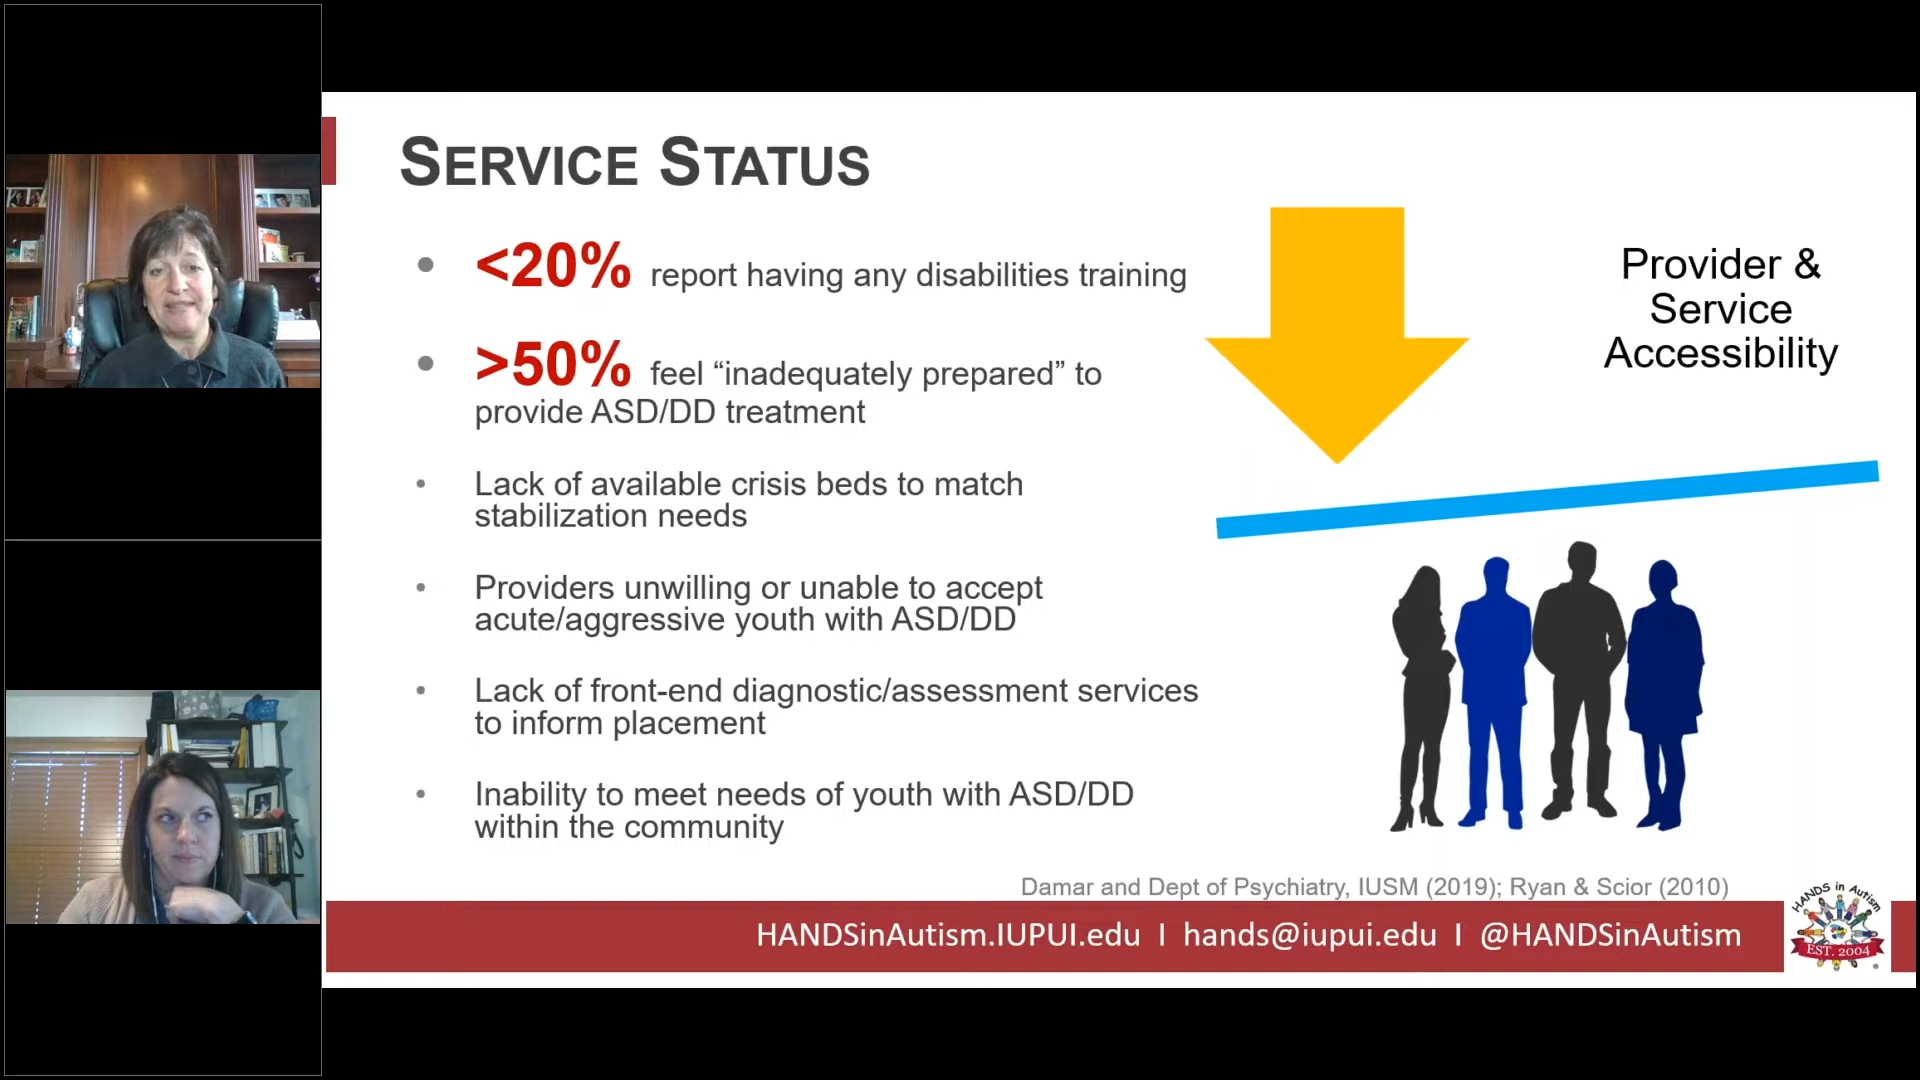 SERVICE STATUS
• <20% report having any disabilities training
• >50% feel “inadequately prepared” to
provide ASD/DD treatment
• Lack of available crisis beds to match
stabilization needs
• Providers unwilling or unable to accept
acute/aggressive youth with ASD/DD
• Lack of front-end diagnostic/assessment services
to inform placement
• Inability to meet needs of youth with ASD/DD
within the community
Provider &
Service
Accessibility
Damar and Dept of Psychiatry, IUSM (2019); Ryan & Scior (2010)
HANDSinAutism.IUPUI.edu I hands@iupui.edu I @HANDSinAutism
HANDS in Autism
EST. 2004